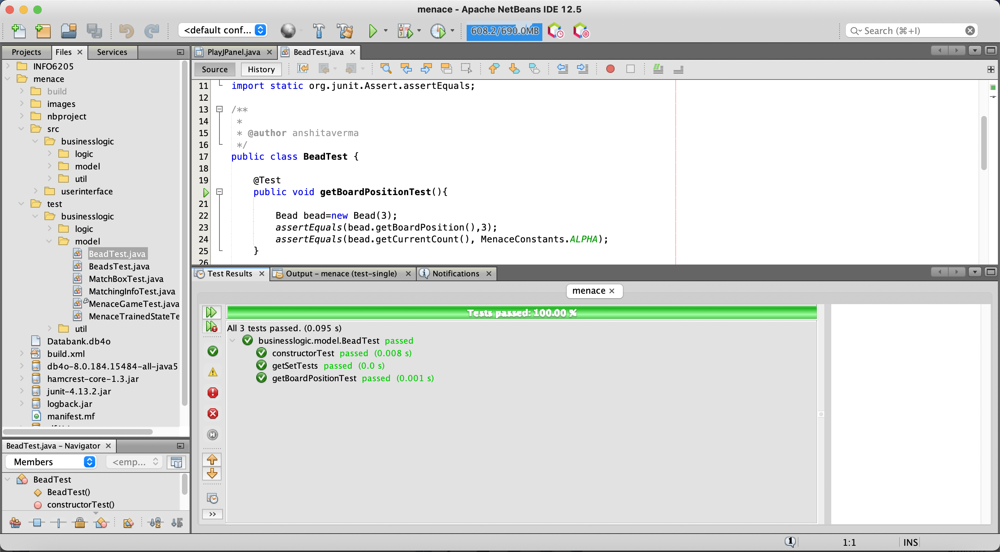 menace - Apache NetBeans IDE 12.5
<default conf...
608.2/690.0MB
Search (⌘+I)
Projects
Files
Services
INFO6205
menace
build
images
nbproject
src
businesslogic
logic
model
util
userinterface
test
businesslogic
logic
model
BeadTest.java
BeadsTest.java
MatchBoxTest.java
MatchingInfoTest.java
MenaceGameTest.java
MenaceTrainedStateTe
util
Databank.db4o
build.xml
db4o-8.0.184.15484-all-java5
hamcrest-core-1.3.jar
junit-4.13.2.jar
logback.jar
manifest.mf
BeadTest.java - Navigator
Members
<emp...
BeadTest
BeadTest()
constructorTest()
PlayJPanel.java
BeadTest.java
Source
History
11 import static org.junit.Assert.assertEquals;
12
13 /**
14 *
15 * @author anshitaverma
16 */
17 public class BeadTest {
18
19 @Test
public void getBoardPositionTest(){
21
22 Bead bead=new Bead(3);
23 assertEquals(bead.getBoardPosition(),3);
24 assertEquals(bead.getCurrentCount(), MenaceConstants.ALPHA);
25 }
26
Test Results
Output - menace (test-single)
Notifications
menace
Tests passed: 100.00 %
All 3 tests passed. (0.095 s)
businesslogic.model.BeadTest passed
constructorTest passed (0.008 s)
getSetTests passed (0.0 s)
getBoardPositionTest passed (0.001 s)
>>
1
1:1
INS